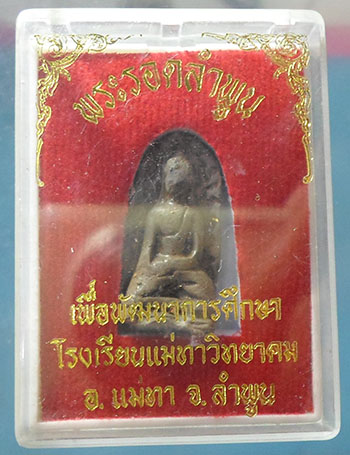 พระรอดลำพูน
เพื่อพัฒนาการศึกษา
โรงเรียนแม่ทาวิทยาคม
อ. แมทา จ. ลำพูน